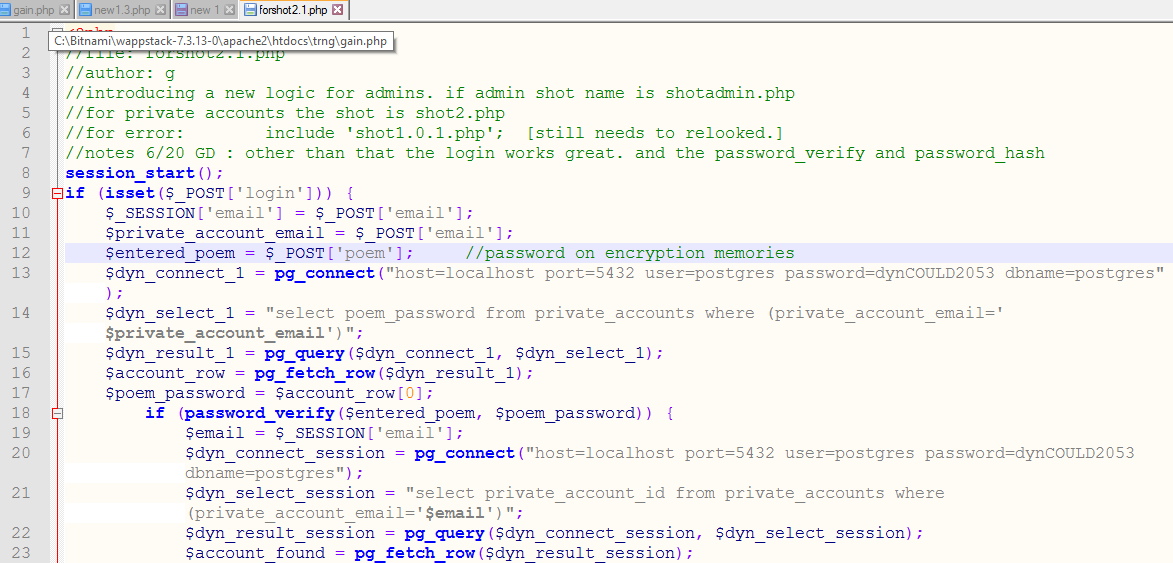 gain.php new1.3.php new 1 forshot2.1.php
1
C:\Bitnami\wappstack-7.3.13-0\apache2\htdocs\trng\gain.php
2 //file: forshot2.1.php
3 //author: g
4 //introducing a new logic for admins. if admin shot name is shotadmin.php
5 //for private accounts the shot is shot2.php
6 //for error: include 'shot1.0.1.php'; [still needs to relooked.]
7 //notes 6/20 GD : other than that the login works great. and the password_verify and password_hash
8 session_start();
9 if (isset($_POST['login'])) {
10 $_SESSION['email'] = $_POST['email'];
11 $private_account_email = $_POST['email'];
12 $entered_poem = $_POST['poem']; //password on encryption memories
13 $dyn_connect_1 = pg_connect("host=localhost port=5432 user=postgres password=dynCOULD2053 dbname=postgres"
);
14 $dyn_select_1 = "select poem_password from private_accounts where (private_account_email='
$private_account_email')";
15 $dyn_result_1 = pg_query($dyn_connect_1, $dyn_select_1);
16 $account_row = pg_fetch_row($dyn_result_1);
17 $poem_password = $account_row[0];
18 if (password_verify($entered_poem, $poem_password)) {
19 $email = $_SESSION['email'];
20 $dyn_connect_session = pg_connect("host=localhost port=5432 user=postgres password=dynCOULD2053
dbname=postgres");
21 $dyn_select_session = "select private_account_id from private_accounts where
(private_account_email='$email')";
22 $dyn_result_session = pg_query($dyn_connect_session, $dyn_select_session);
23 $account_found = pg_fetch_row($dyn_result_session);